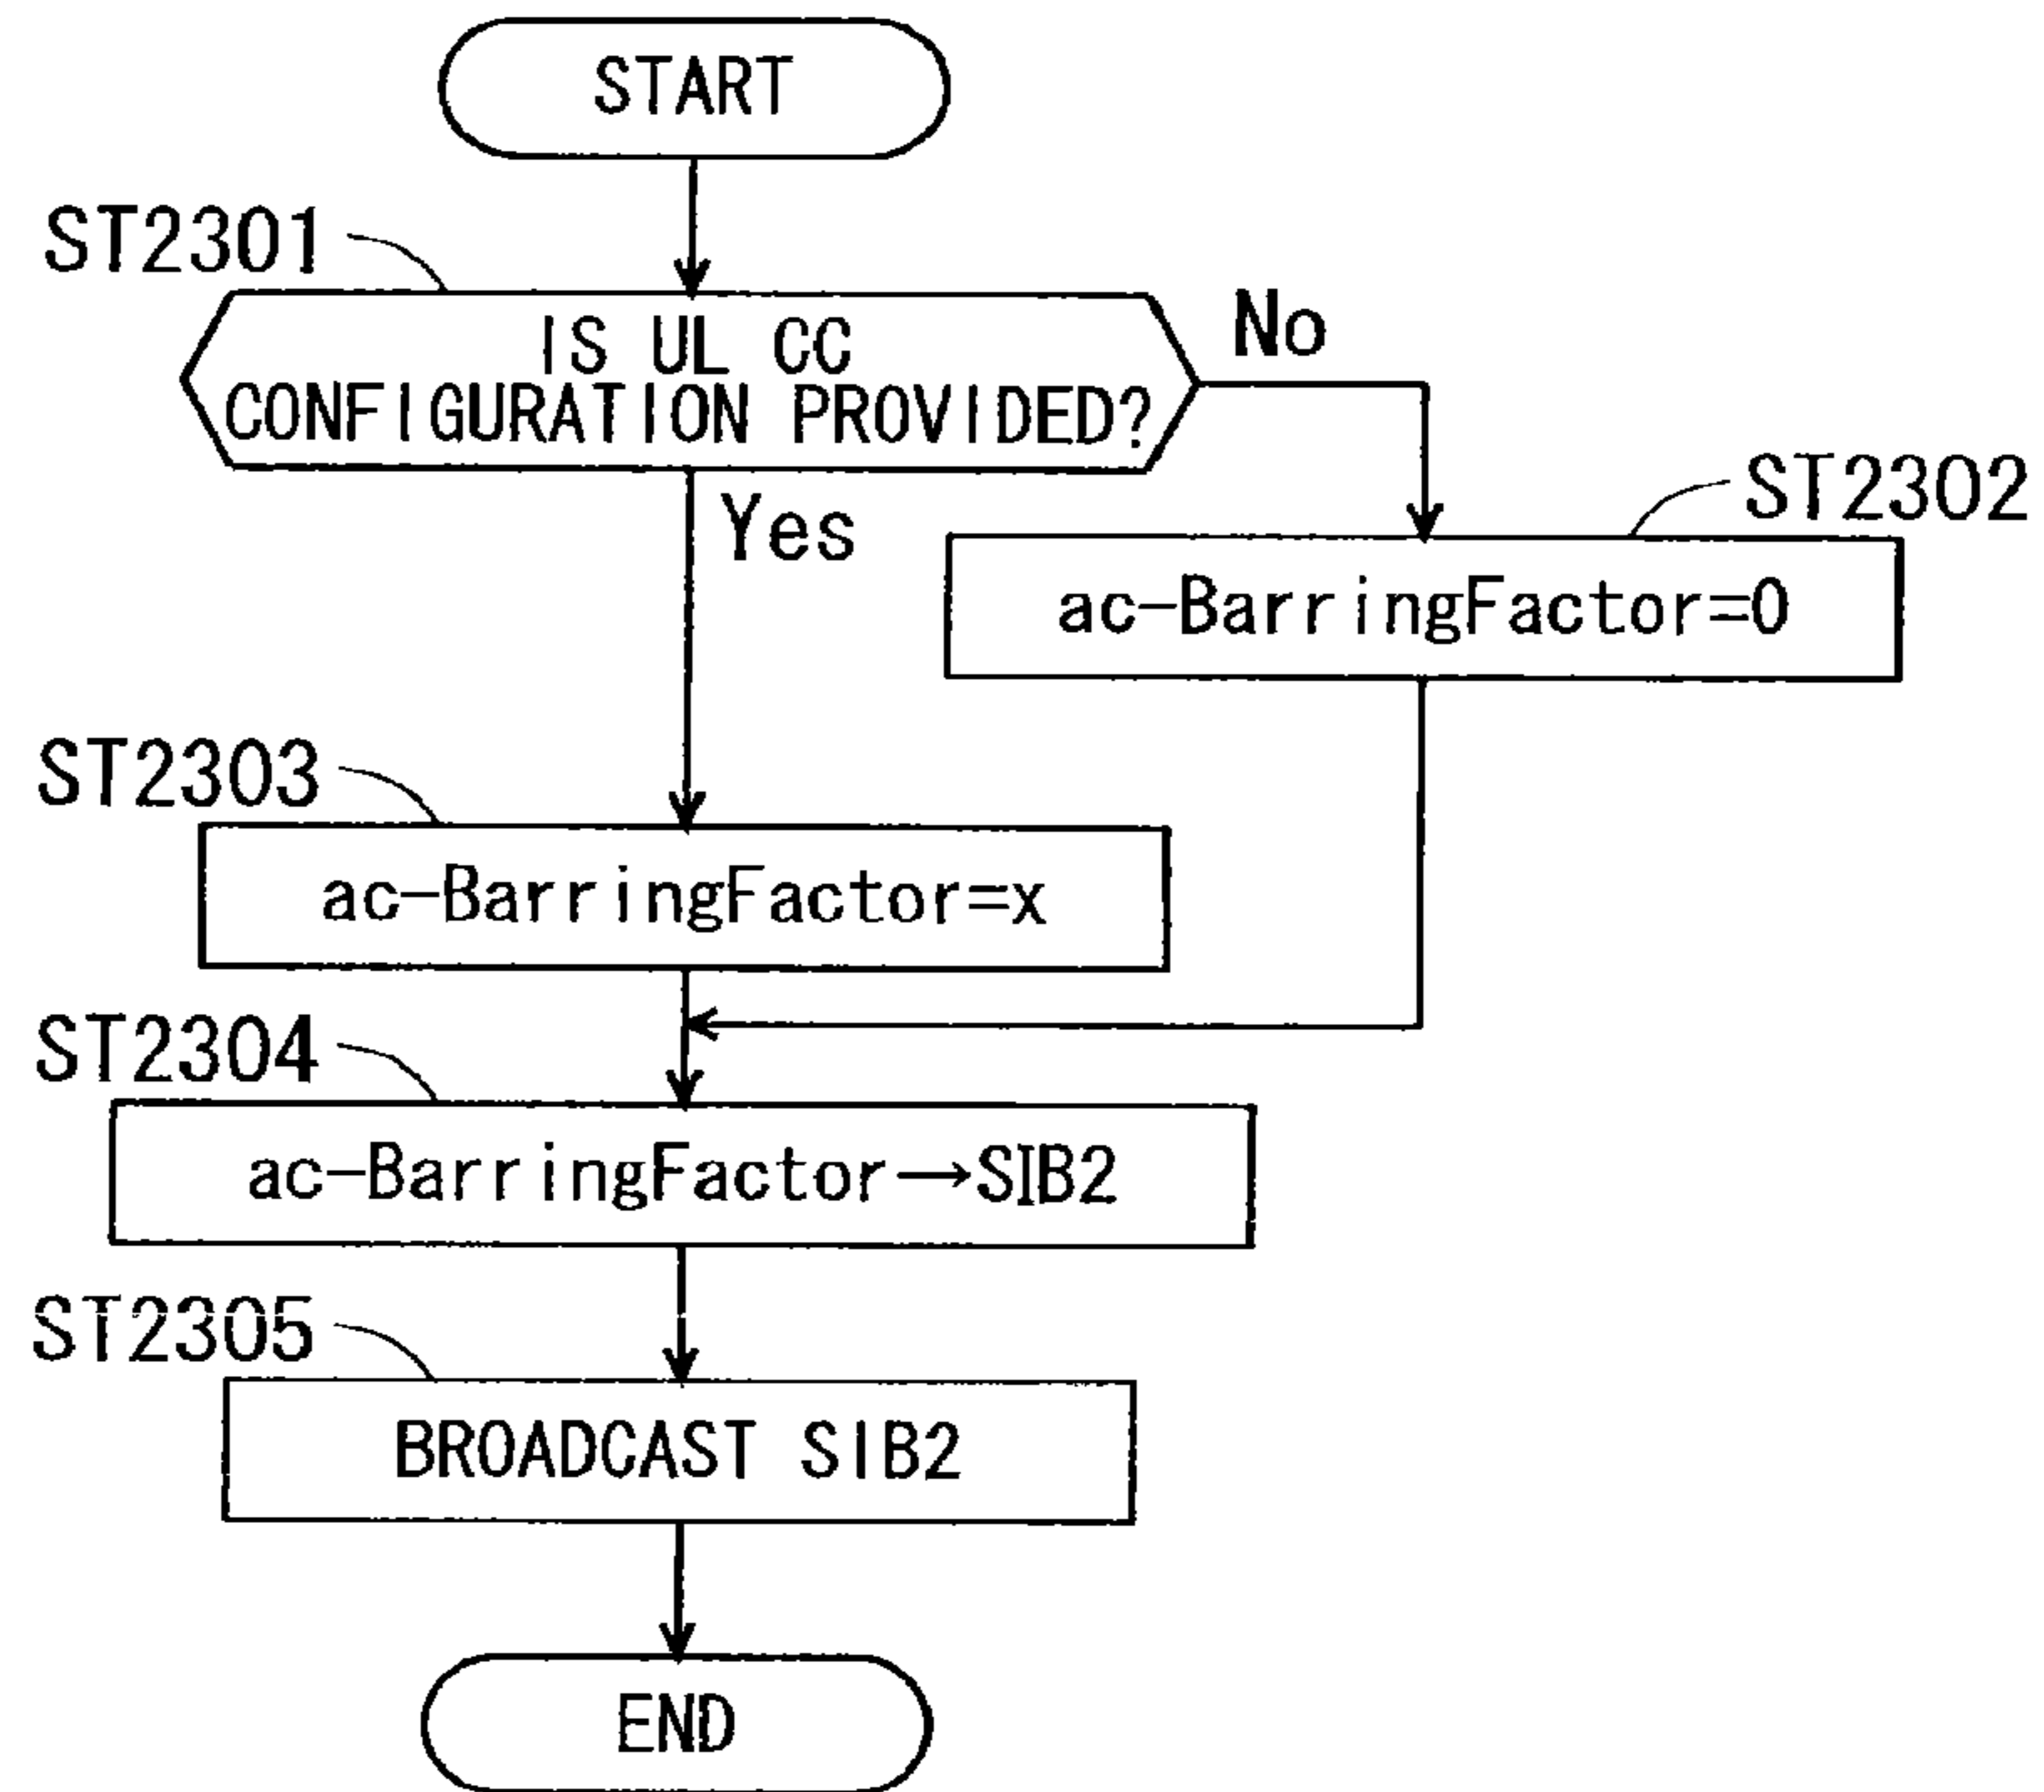 START
ST2301
IS UL CC
CONFIGURATION PROVIDED?
No
Yes
ST2302
ac-BarringFactor=0
ST2303
ac-BarringFactor=x
ST2304
ac-BarringFactor→SIB2
ST2305
BROADCAST SIB2
END